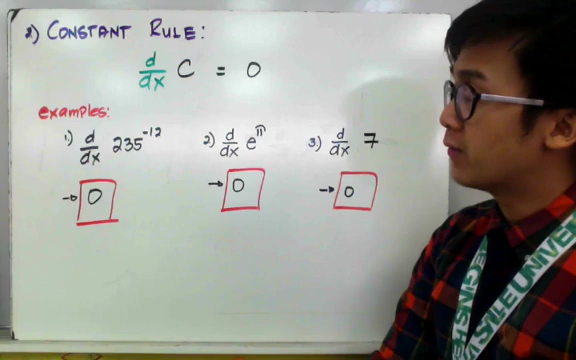 2) CONSTANT RULE:
d/dx C = 0
examples:
1) d/dx 235^-12 2) d/dx e^π 3) d/dx 7
→ 0 → 0 → 0